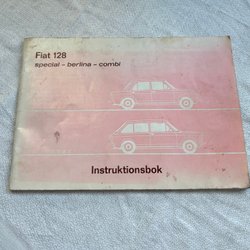 Fiat 128
special - berlina - combi
Instruktionsbok